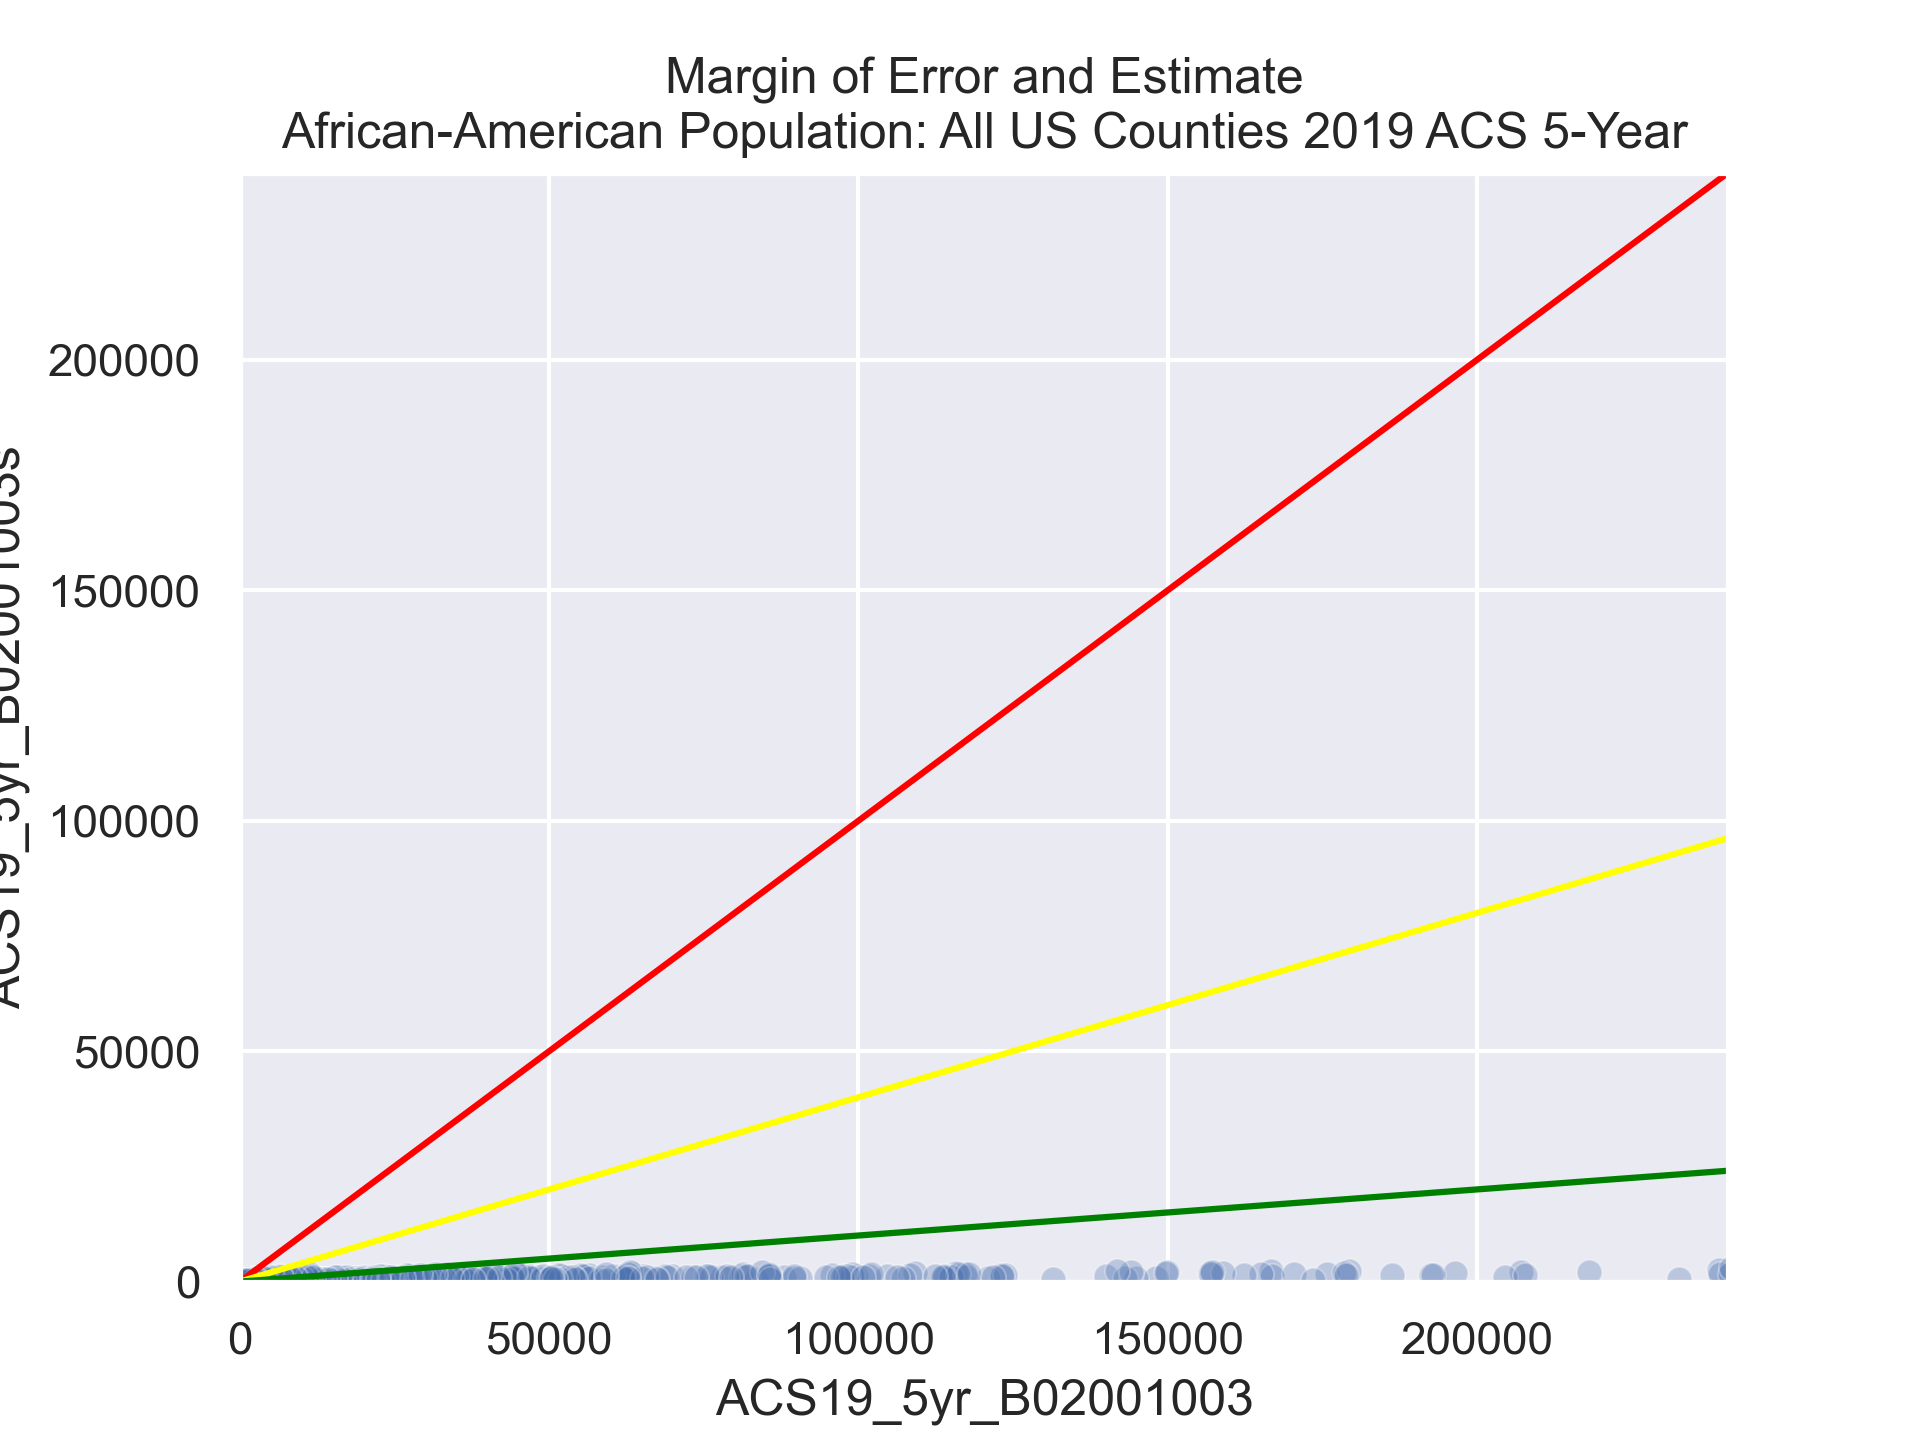 Margin of Error and Estimate
African-American Population: All US Counties 2019 ACS 5-Year
200000
150000
100000
50000
0
ACS19_5yr_B02001003s
0 50000 100000 150000 200000
ACS19_5yr_B02001003